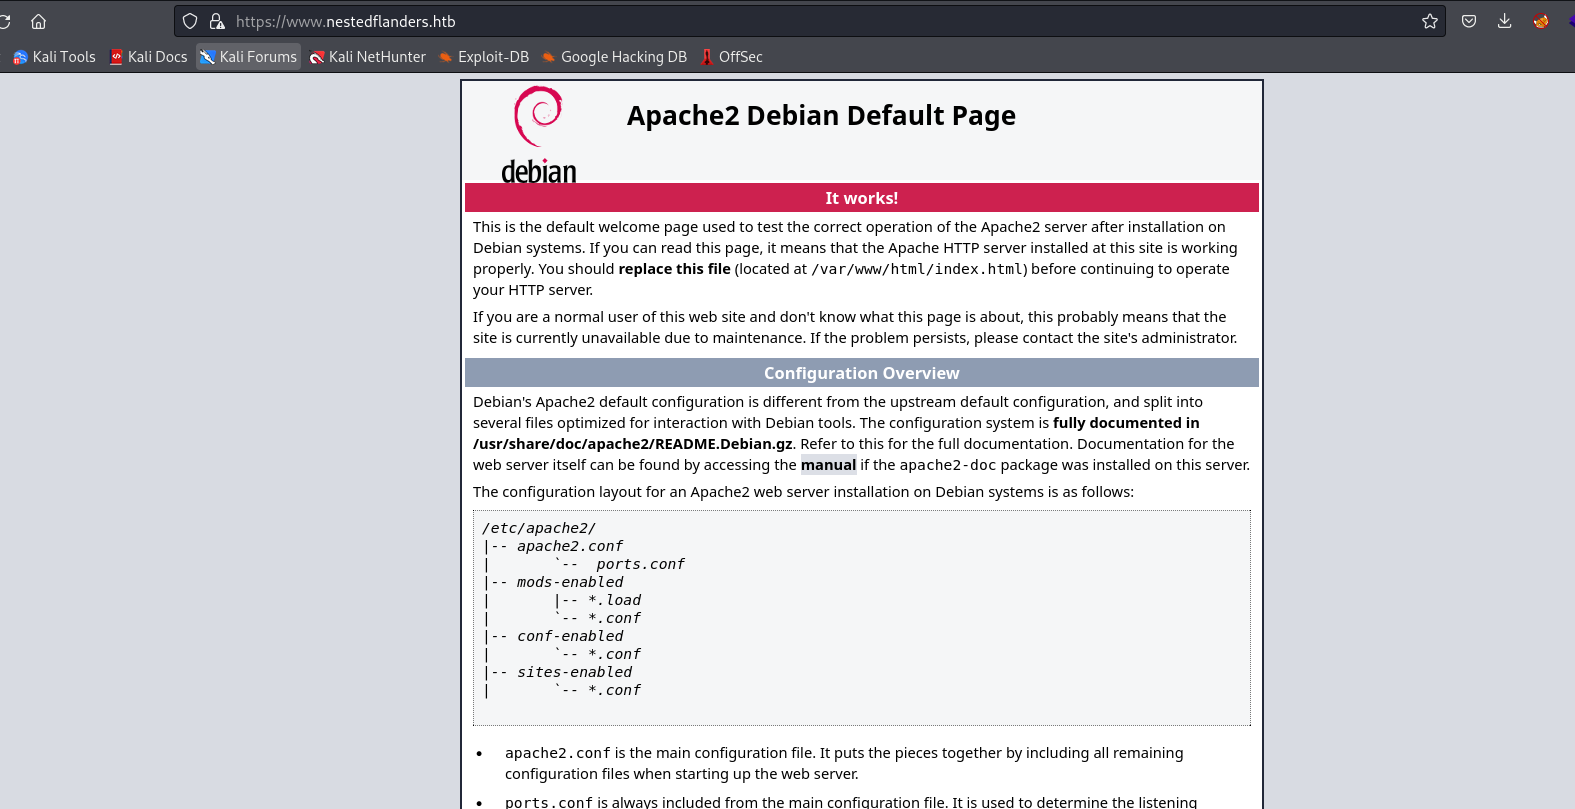 https://www.nestedflanders.htb
Kali Tools Kali Docs Kali Forums Kali NetHunter Exploit-DB Google Hacking DB OffSec
debian
Apache2 Debian Default Page
It works!
This is the default welcome page used to test the correct operation of the Apache2 server after installation on
Debian systems. If you can read this page, it means that the Apache HTTP server installed at this site is working
properly. You should replace this file (located at /var/www/html/index.html) before continuing to operate
your HTTP server.
If you are a normal user of this web site and don't know what this page is about, this probably means that the
site is currently unavailable due to maintenance. If the problem persists, please contact the site's administrator.
Configuration Overview
Debian's Apache2 default configuration is different from the upstream default configuration, and split into
several files optimized for interaction with Debian tools. The configuration system is fully documented in
/usr/share/doc/apache2/README.Debian.gz. Refer to this for the full documentation. Documentation for the
web server itself can be found by accessing the manual if the apache2-doc package was installed on this server.
The configuration layout for an Apache2 web server installation on Debian systems is as follows:
/etc/apache2/
|-- apache2.conf
|       `--  ports.conf
|-- mods-enabled
|       |-- *.load
|       `-- *.conf
|-- conf-enabled
|       `-- *.conf
|-- sites-enabled
|       `-- *.conf
• apache2.conf is the main configuration file. It puts the pieces together by including all remaining
configuration files when starting up the web server.
• ports.conf is always included from the main configuration file. It is used to determine the listening